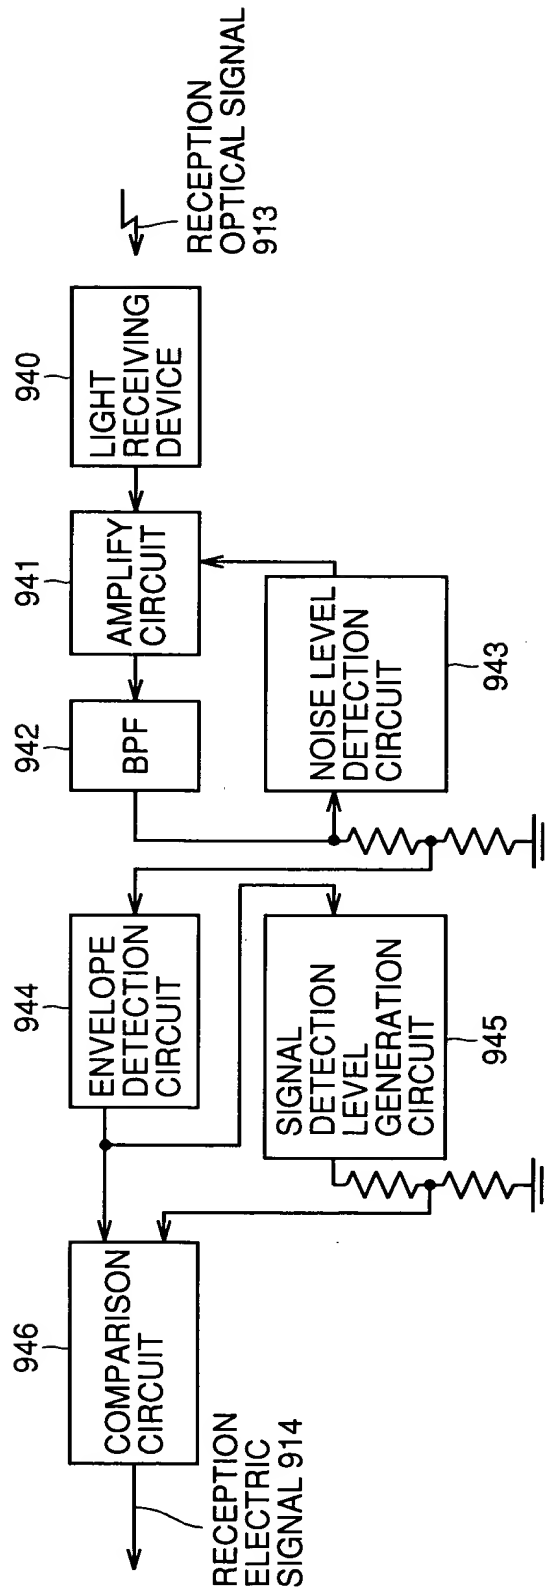 946
COMPARISON
CIRCUIT
RECEPTION
ELECTRIC
SIGNAL 914
944
ENVELOPE
DETECTION
CIRCUIT
SIGNAL
DETECTION
LEVEL
GENERATION
CIRCUIT
945
942
BPF
941
AMPLIFY
CIRCUIT
NOISE LEVEL
DETECTION
CIRCUIT
943
940
LIGHT
RECEIVING
DEVICE
RECEPTION
OPTICAL SIGNAL
913